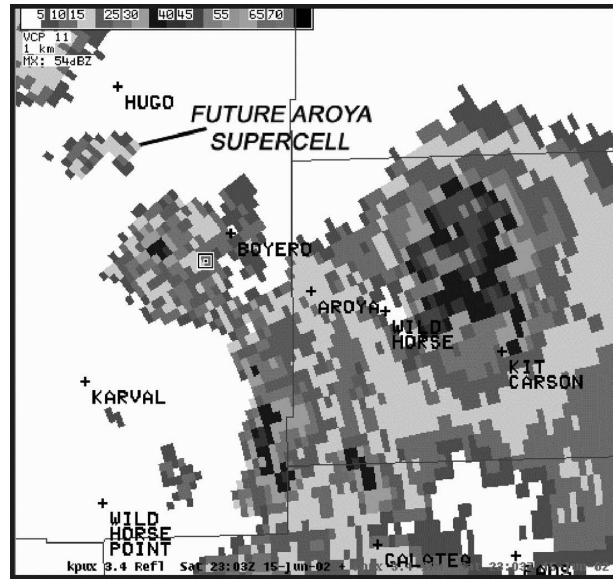 5 10 15 25 30 40 45 55 65 70
VCP 11
1 km
MX: 54dBZ
HUGO
FUTURE AROYA
SUPERCELL
BOYERO
AROYA
WILD
HORSE
KIT
CARSON
KARVAL
WILD
HORSE
POINT
GALATEA
kpux 3.4 Refl Sat 23:03Z 15-Jun-02